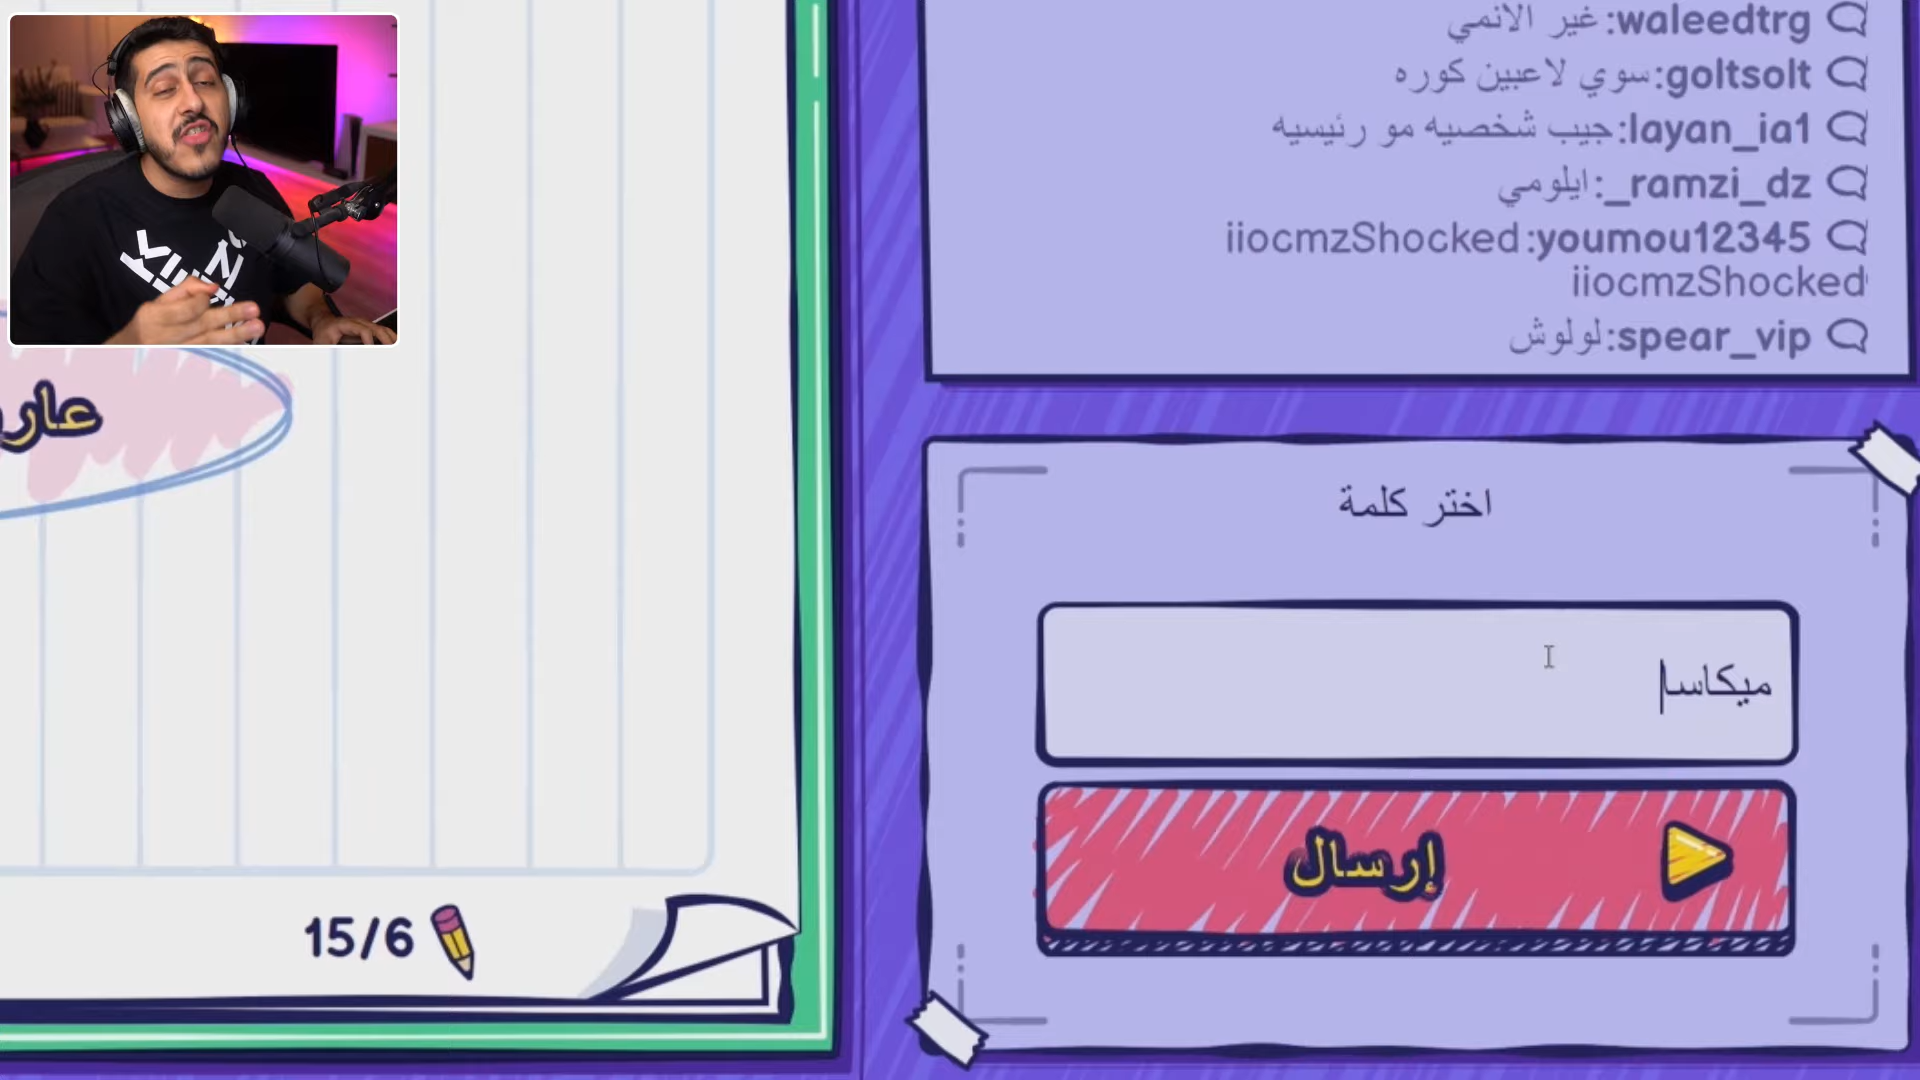 waleedtrg: غير الانمي
goltsolt: سوي لاعبين كوره
layan_ia1: جيب شخصيه مو رئيسيه
ramzi_dz_: ايلومي
youmou12345: iiocmzShocked
iiocmzShocked
spear_vip: لولوش
اختر كلمة
ميكاسا
إرسال
15/6